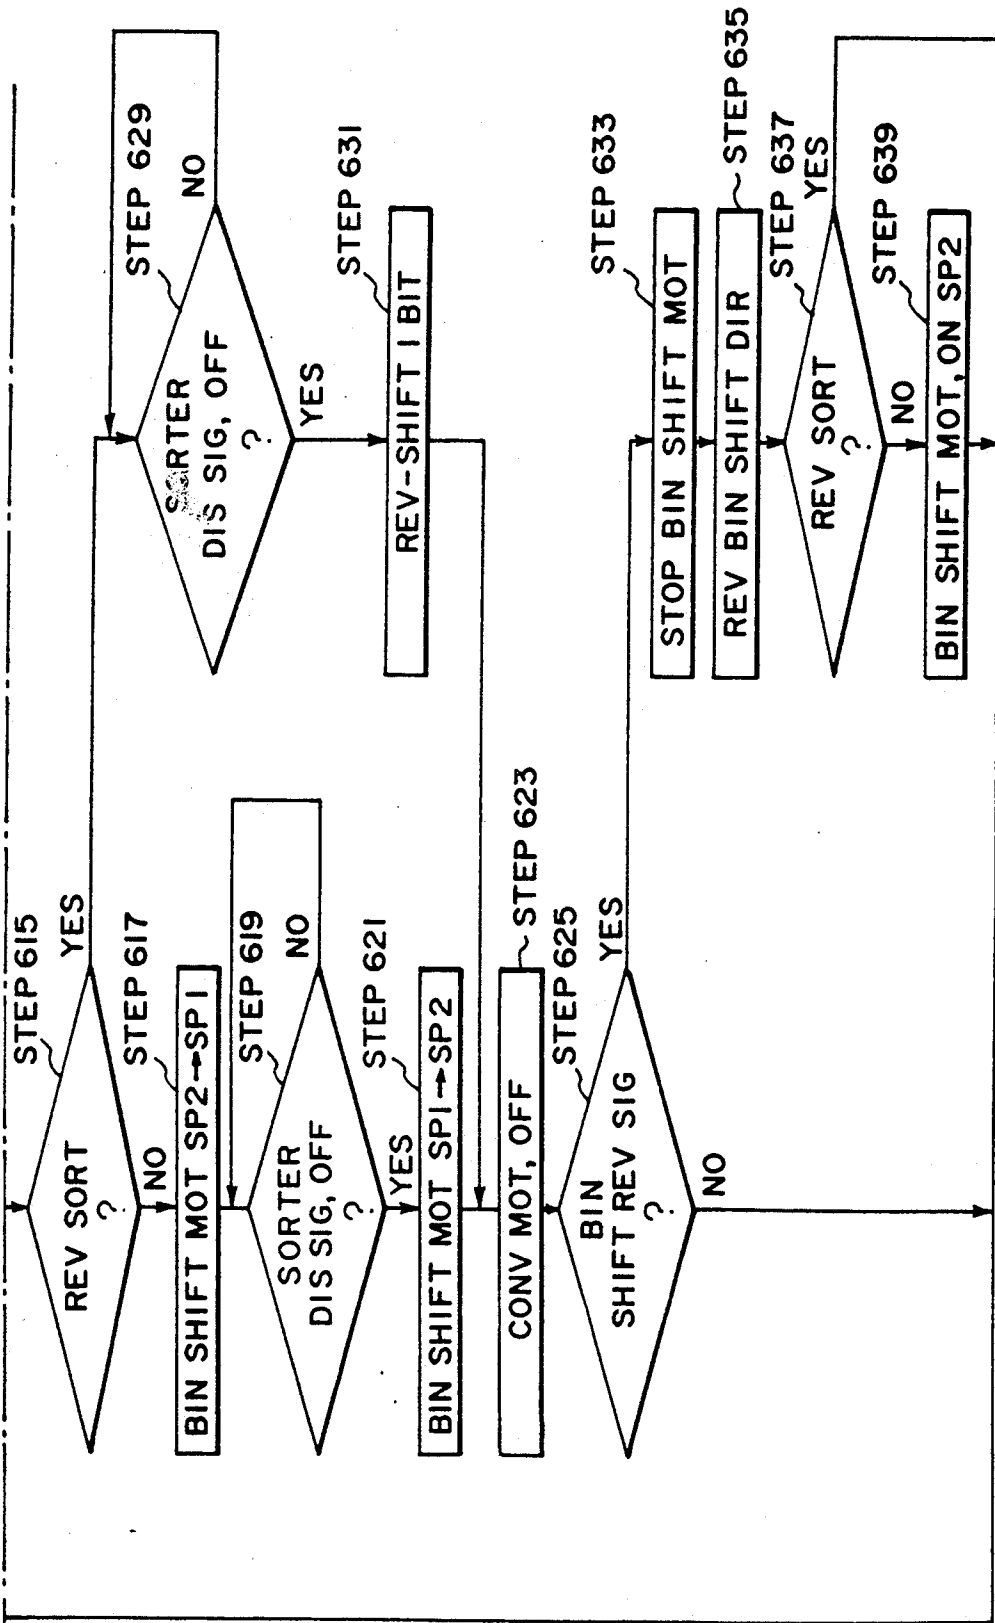 STEP 615
REV SORT
?
YES
NO
STEP 617
BIN SHIFT MOT SP2→SP1
STEP 619
SORTER
DIS SIG, OFF
?
NO
YES
STEP 621
BIN SHIFT MOT SP1→SP2
STEP 623
CONV MOT, OFF
STEP 625
BIN
SHIFT REV SIG
?
YES
NO
STEP 629
SORTER
DIS SIG, OFF
?
NO
YES
STEP 631
REV-SHIFT 1 BIT
STEP 633
STOP BIN SHIFT MOT
STEP 635
REV BIN SHIFT DIR
STEP 637
REV SORT
?
YES
NO
STEP 639
BIN SHIFT MOT, ON SP2